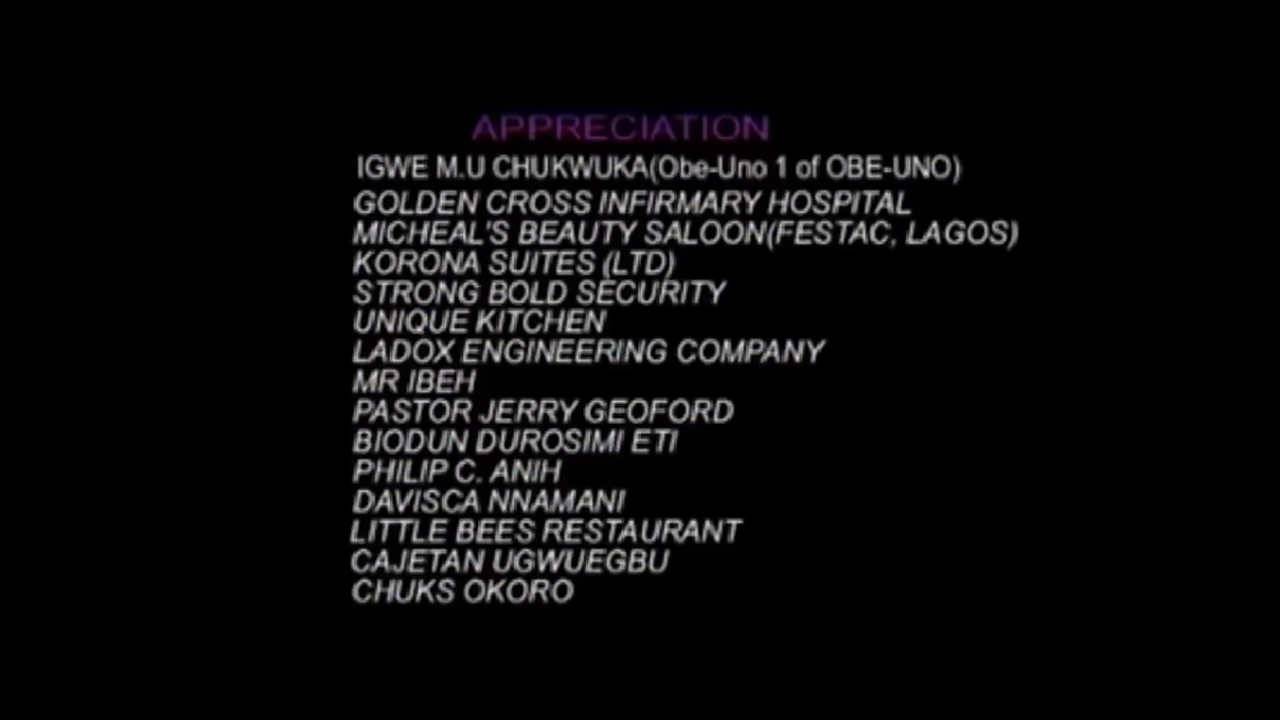 APPRECIATION
IGWE M.U CHUKWUKA(Obe-Uno 1 of OBE-UNO)
GOLDEN CROSS INFIRMARY HOSPITAL
MICHEAL'S BEAUTY SALOON(FESTAC, LAGOS)
KORONA SUITES (LTD)
STRONG BOLD SECURITY
UNIQUE KITCHEN
LADOX ENGINEERING COMPANY
MR IBEH
PASTOR JERRY GEOFORD
BIODUN DUROSIMI ETI
PHILIP C. ANIH
DAVISCA NNAMANI
LITTLE BEES RESTAURANT
CAJETAN UGWUEGBU
CHUKS OKORO